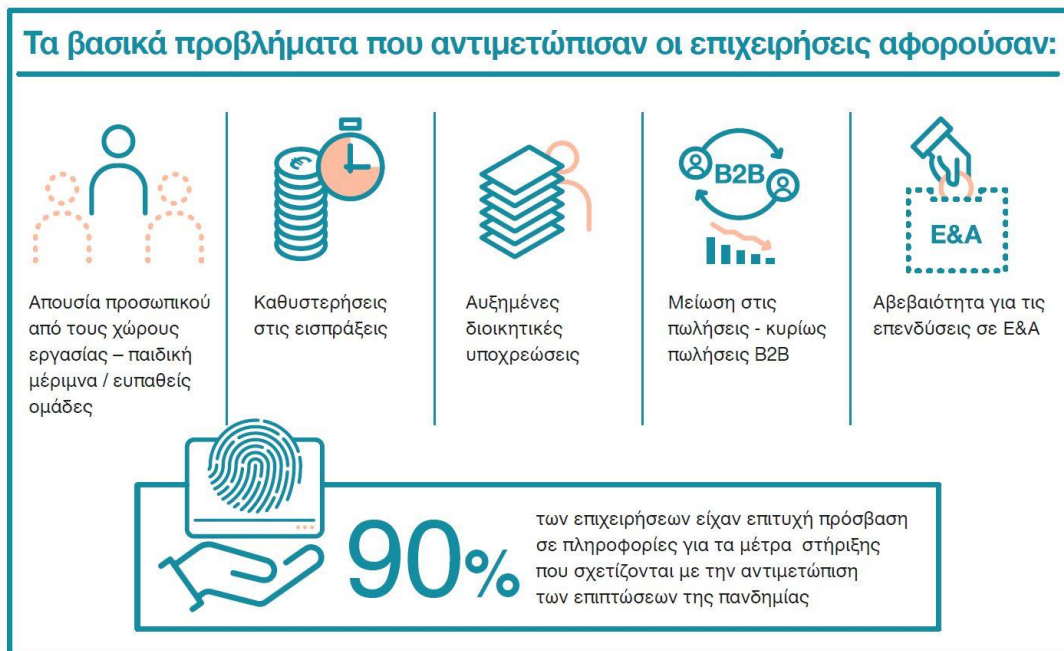 Τα βασικά προβλήματα που αντιμετώπισαν οι επιχειρήσεις αφορούσαν:
€
B2B
E&A
Απουσία προσωπικού
από τους χώρους
εργασίας – παιδική
μέριμνα / ευπαθείς
ομάδες
Καθυστερήσεις
στις εισπράξεις
Αυξημένες
διοικητικές
υποχρεώσεις
Μείωση στις
πωλήσεις - κυρίως
πωλήσεις B2B
Αβεβαιότητα για τις
επενδύσεις σε Ε&Α
90%
των επιχειρήσεων είχαν επιτυχή πρόσβαση
σε πληροφορίες για τα μέτρα στήριξης
που σχετίζονται με την αντιμετώπιση
των επιπτώσεων της πανδημίας